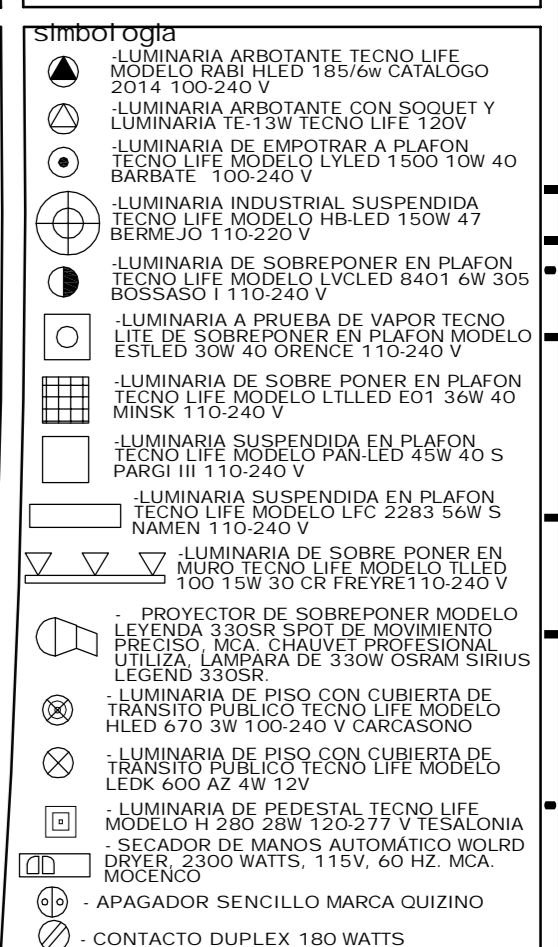 simbologia
-LUMINARIA ARBOTANTE TECNO LIFE
MODELO RABI HLED 185/6w CATALOGO
2014 100-240 V
-LUMINARIA ARBOTANTE CON SOQUET Y
LUMINARIA TE-13W TECNO LIFE 120V
-LUMINARIA DE EMPOTRAR A PLAFON
TECNO LIFE MODELO LYLED 1500 10W 40
BARBATE 100-240 V
-LUMINARIA INDUSTRIAL SUSPENDIDA
TECNO LIFE MODELO HB-LED 150W 47
BERMEJO 110-220 V
-LUMINARIA DE SOBREPONER EN PLAFON
TECNO LIFE MODELO LVCLED 8401 6W 305
BOSSASO I 110-240 V
-LUMINARIA A PRUEBA DE VAPOR TECNO
LITE DE SOBREPONER EN PLAFON MODELO
ESTLED 30W 40 ORENCE 110-240 V
-LUMINARIA DE SOBRE PONER EN PLAFON
TECNO LIFE MODELO LTLLED E01 36W 40
MINSK 110-240 V
-LUMINARIA SUSPENDIDA EN PLAFON
TECNO LIFE MODELO PAN-LED 45W 40 S
PARGI III 110-240 V
-LUMINARIA SUSPENDIDA EN PLAFON
TECNO LIFE MODELO LFC 2283 56W S
NAMEN 110-240 V
-LUMINARIA DE SOBRE PONER EN
MURO TECNO LIFE MODELO TLLED
100 15W 30 CR FREYRE110-240 V
- PROYECTOR DE SOBREPONER MODELO
LEYENDA 330SR SPOT DE MOVIMIENTO
PRECISO, MCA. CHAUVET PROFESIONAL
UTILIZA, LAMPARA DE 330W OSRAM SIRIUS
LEGEND 330SR.
- LUMINARIA DE PISO CON CUBIERTA DE
TRANSITO PUBLICO TECNO LIFE MODELO
HLED 670 3W 100-240 V CARCASONO
- LUMINARIA DE PISO CON CUBIERTA DE
TRANSITO PUBLICO TECNO LIFE MODELO
LEDK 600 AZ 4W 12V
- LUMINARIA DE PEDESTAL TECNO LIFE
MODELO H 280 28W 120-277 V TESALONIA
- SECADOR DE MANOS AUTOMÁTICO WOLRD
DRYER, 2300 WATTS, 115V, 60 HZ. MCA.
MOCENCO
- APAGADOR SENCILLO MARCA QUIZINO
- CONTACTO DUPLEX 180 WATTS